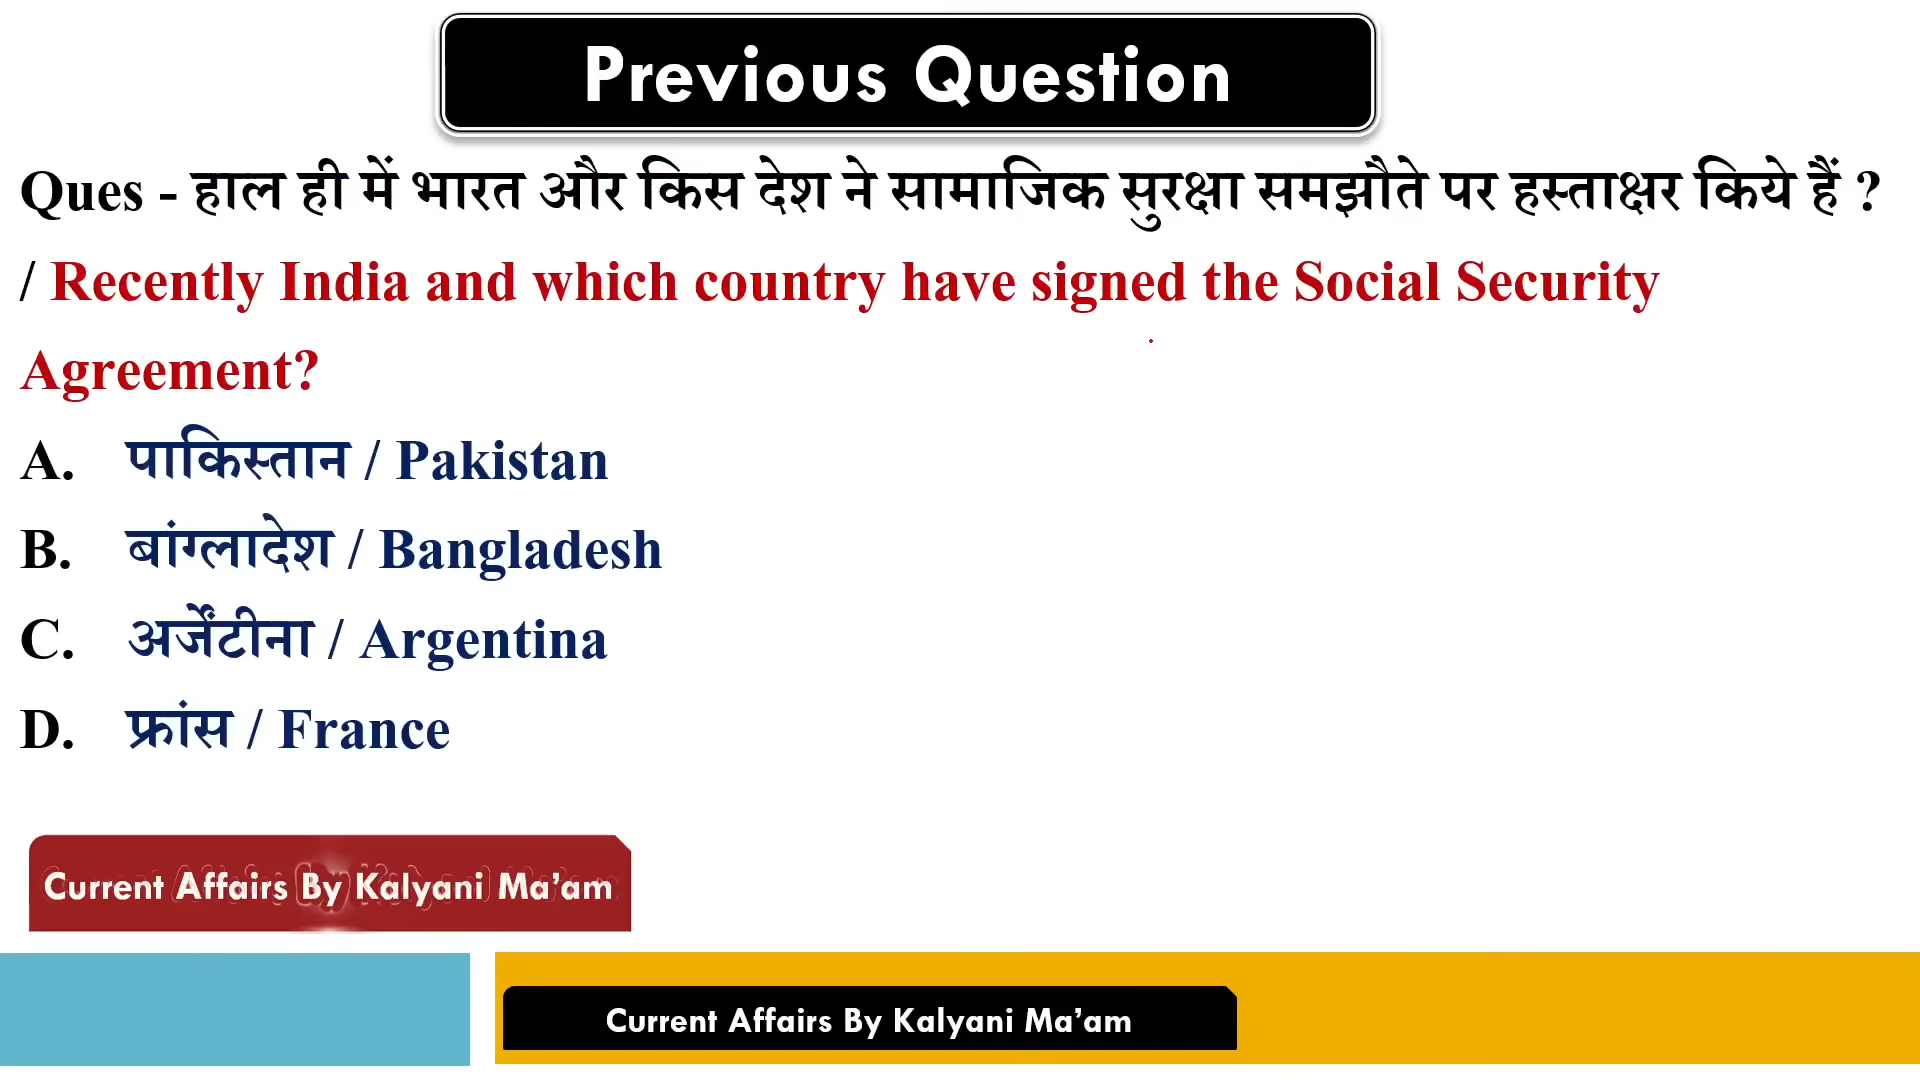 Previous Question
Ques - हाल ही में भारत और किस देश ने सामाजिक सुरक्षा समझौते पर हस्ताक्षर किये हैं ?
/ Recently India and which country have signed the Social Security
Agreement?
A. पाकिस्तान / Pakistan
B. बांग्लादेश / Bangladesh
C. अर्जेंटीना / Argentina
D. फ्रांस / France
Current Affairs By Kalyani Ma’am
Current Affairs By Kalyani Ma’am